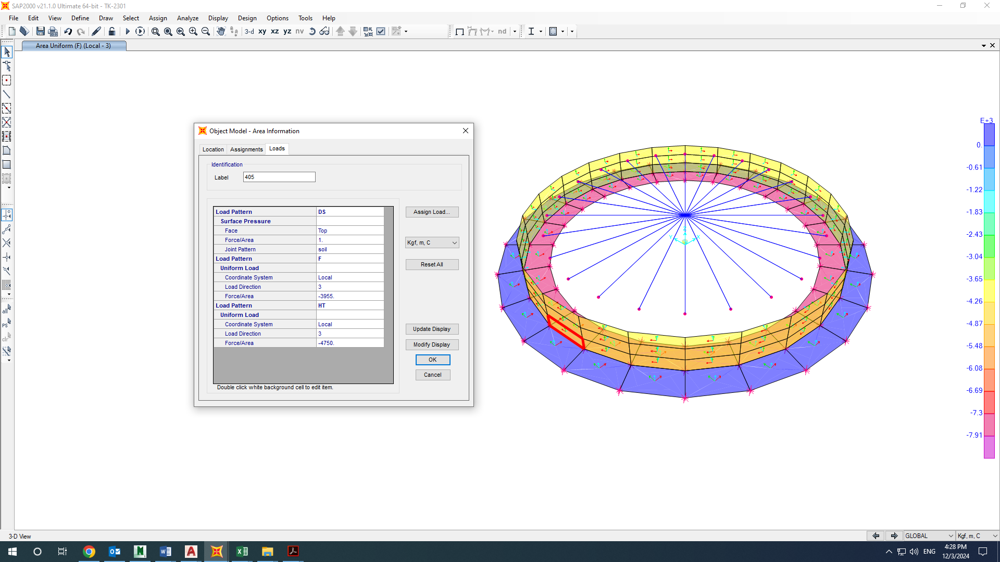 SAP2000 v21.1.0 Ultimate 64-bit - TK-2301
File Edit View Define Draw Select Assign Analyze Display Design Options Tools Help
3-d xy xz yz nv nd
Area Uniform (F) (Local - 3)
Object Model - Area Information
Location Assignments Loads
Identification
Label 405
Load Pattern DS
Surface Pressure
Face Top
Force/Area 1.
Joint Pattern soil
Load Pattern F
Uniform Load
Coordinate System Local
Load Direction 3
Force/Area -3955.
Load Pattern HT
Uniform Load
Coordinate System Local
Load Direction 3
Force/Area -4750.
Double click white background cell to edit item.
Assign Load...
Kgf, m, C
Reset All
Update Display
Modify Display
OK
Cancel
E+3
0.
-0.61
-1.22
-1.83
-2.43
-3.04
-3.65
-4.26
-4.87
-5.48
-6.08
-6.69
-7.3
-7.91
Z
Y
X
all
PS
clr
3-D View
GLOBAL
Kgf, m, C
ENG
4:28 PM
12/3/2024